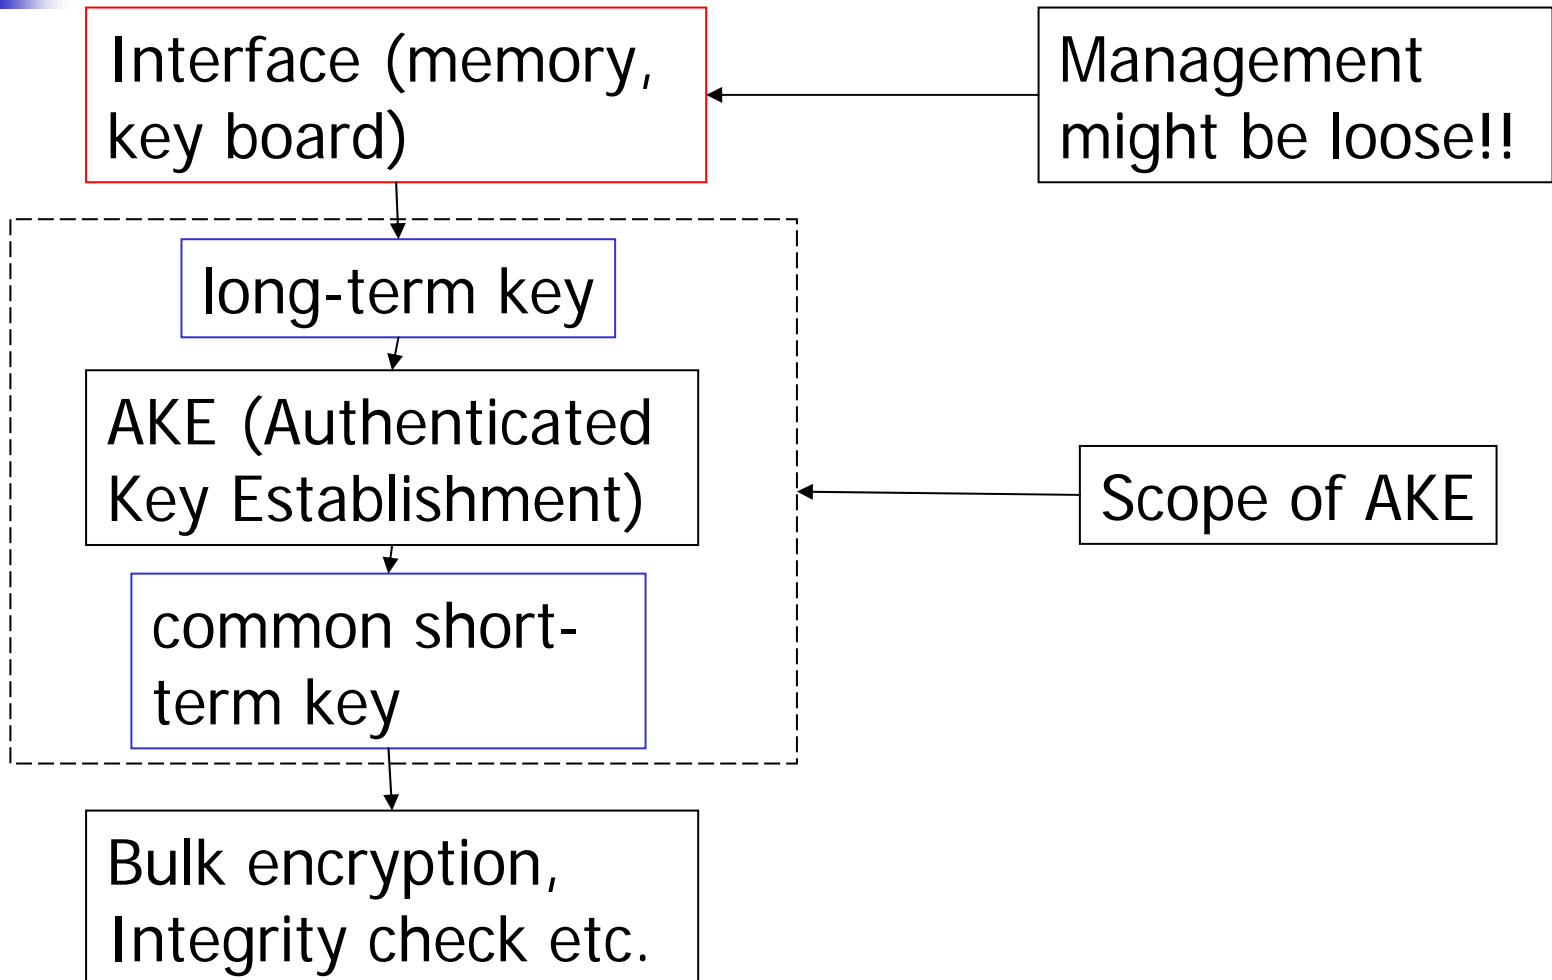 Interface (memory,
key board)
Management
might be loose!!
long-term key
AKE (Authenticated
Key Establishment)
Scope of AKE
common short-
term key
Bulk encryption,
Integrity check etc.